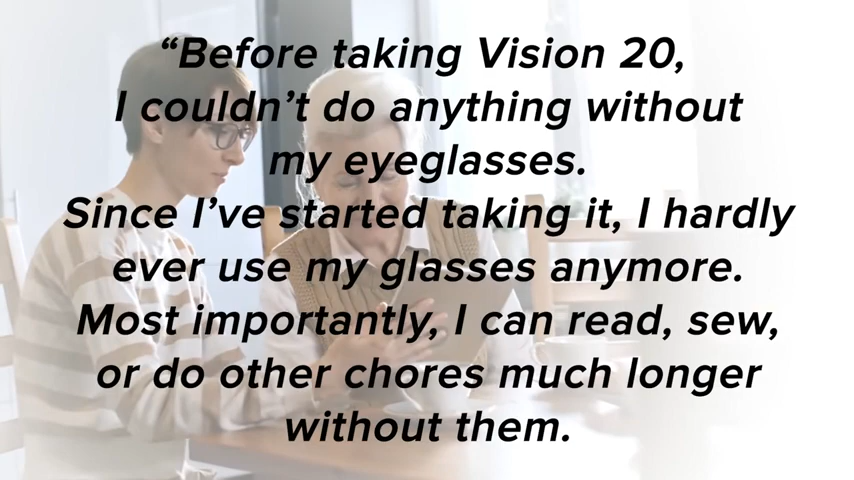 “Before taking Vision 20,
I couldn’t do anything without
my eyeglasses.
Since I’ve started taking it, I hardly
ever use my glasses anymore.
Most importantly, I can read, sew,
or do other chores much longer
without them.